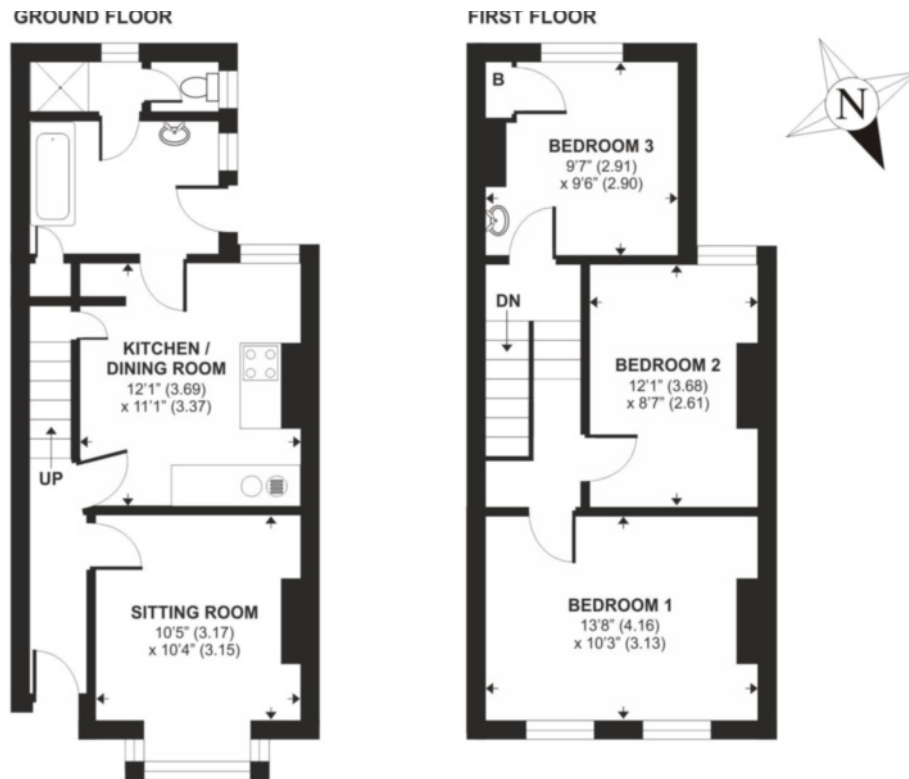 GROUND FLOOR
KITCHEN /
DINING ROOM
12'1" (3.69)
x 11'1" (3.37)
UP
SITTING ROOM
10'5" (3.17)
x 10'4" (3.15)
FIRST FLOOR
B
BEDROOM 3
9'7" (2.91)
x 9'6" (2.90)
DN
BEDROOM 2
12'1" (3.68)
x 8'7" (2.61)
BEDROOM 1
13'8" (4.16)
x 10'3" (3.13)
N